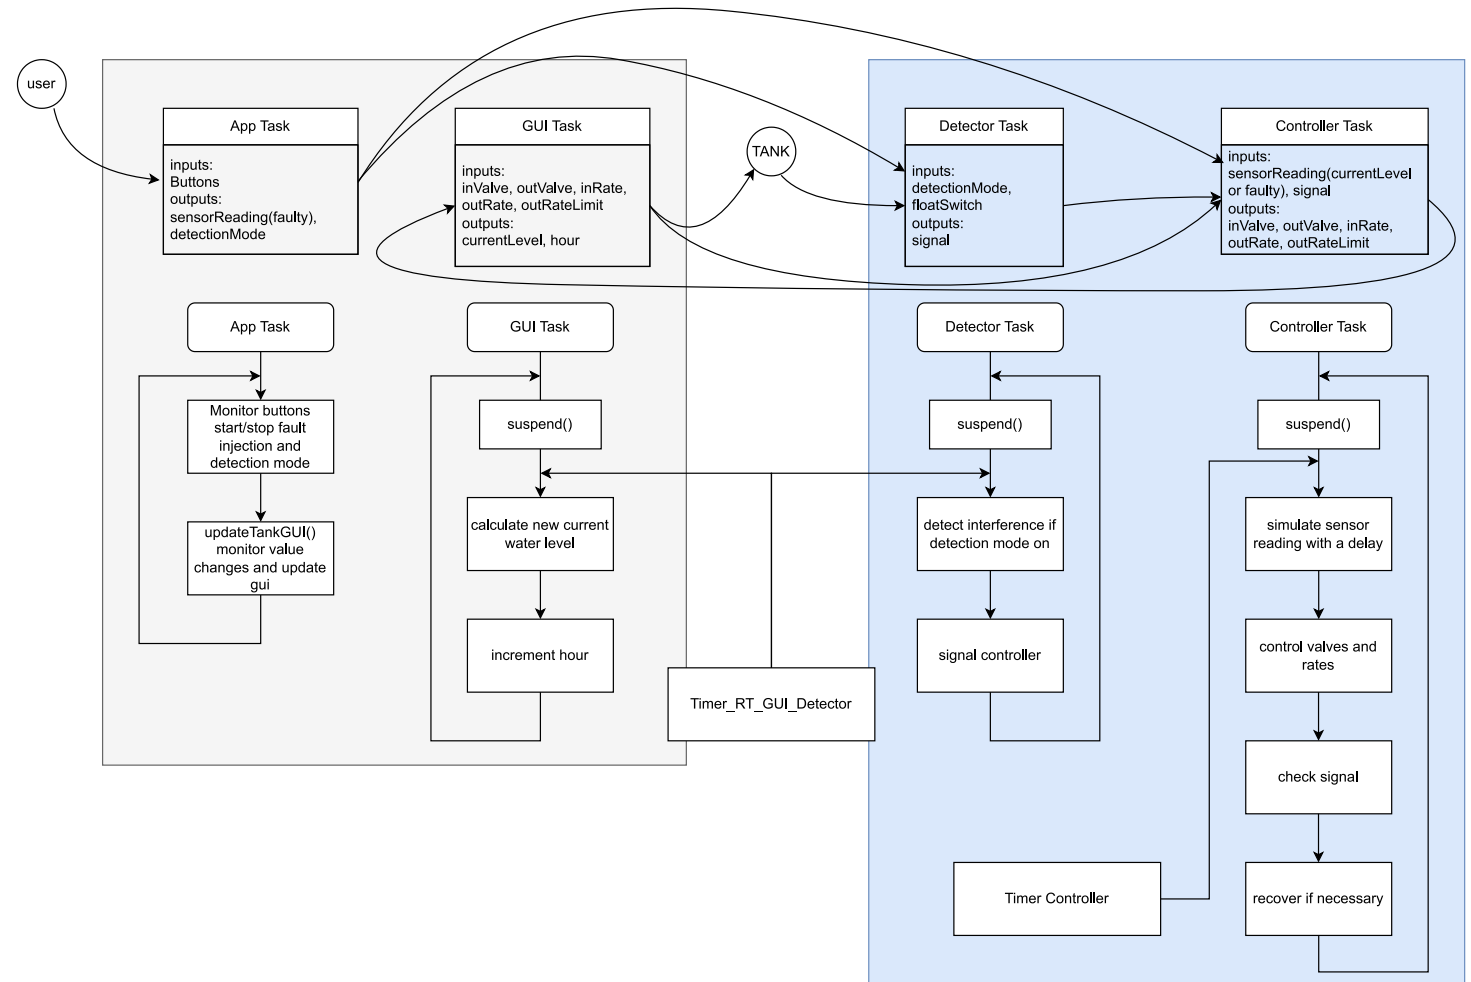 user
App Task
inputs:
Buttons
outputs:
sensorReading(faulty),
detectionMode
GUI Task
inputs:
inValve, outValve, inRate,
outRate, outRateLimit
outputs:
currentLevel, hour
TANK
Detector Task
inputs:
detectionMode,
floatSwitch
outputs:
signal
Controller Task
inputs:
sensorReading(currentLevel
or faulty), signal
outputs:
inValve, outValve, inRate,
outRate, outRateLimit
App Task
Monitor buttons
start/stop fault
injection and
detection mode
updateTankGUI()
monitor value
changes and update
gui
GUI Task
suspend()
calculate new current
water level
increment hour
Timer_RT_GUI_Detector
Detector Task
suspend()
detect interference if
detection mode on
signal controller
Controller Task
suspend()
simulate sensor
reading with a delay
control valves and
rates
check signal
recover if necessary
Timer Controller